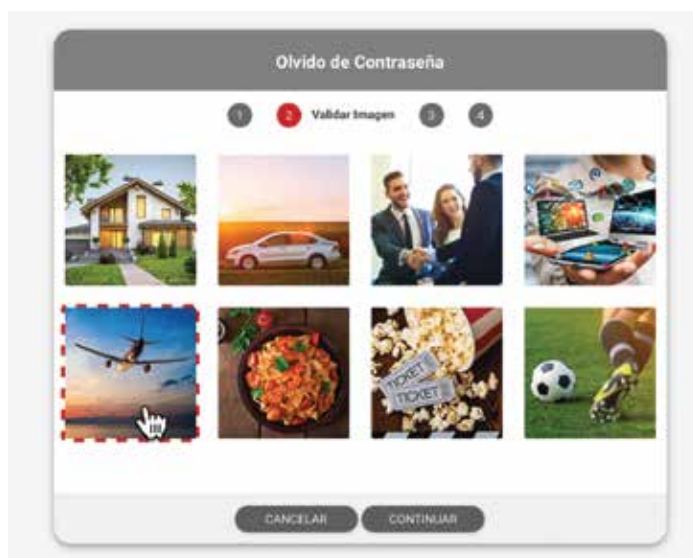 Olvido de Contraseña
1 2 Validar Imagen 3 4
TICKET
TICKET
CANCELAR CONTINUAR